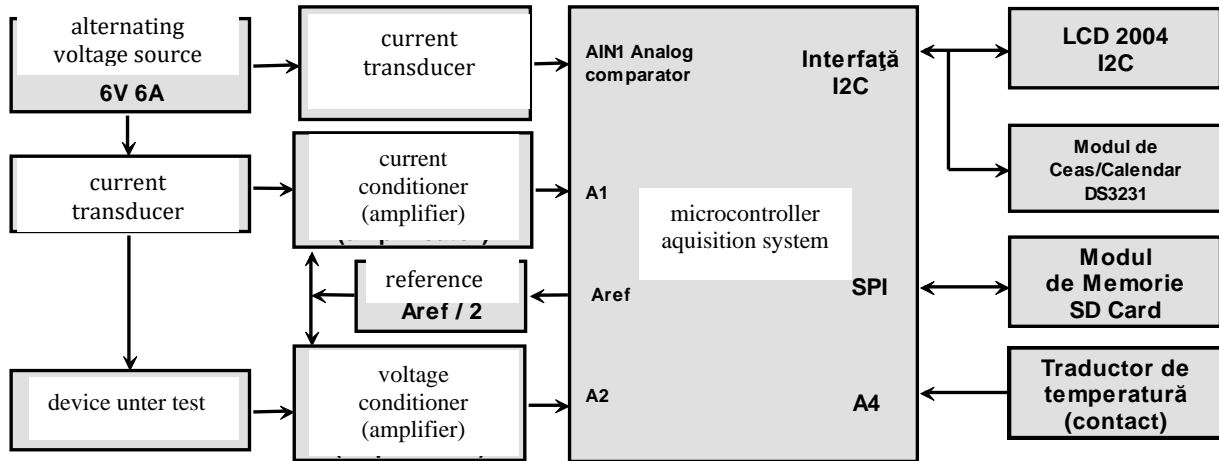 alternating
voltage source
6V 6A
current
transducer
AIN1 Analog
comparator
Interfaţă
I2C
LCD 2004
I2C
current
transducer
current
conditioner
(amplifier)
A1
microcontroller
aquisition system
Modul de
Ceas/Calendar
DS3231
reference
Aref / 2
Aref
SPI
Modul
de Memorie
SD Card
device unter test
voltage
conditioner
(amplifier)
A2
A4
Traductor de
temperatură
(contact)